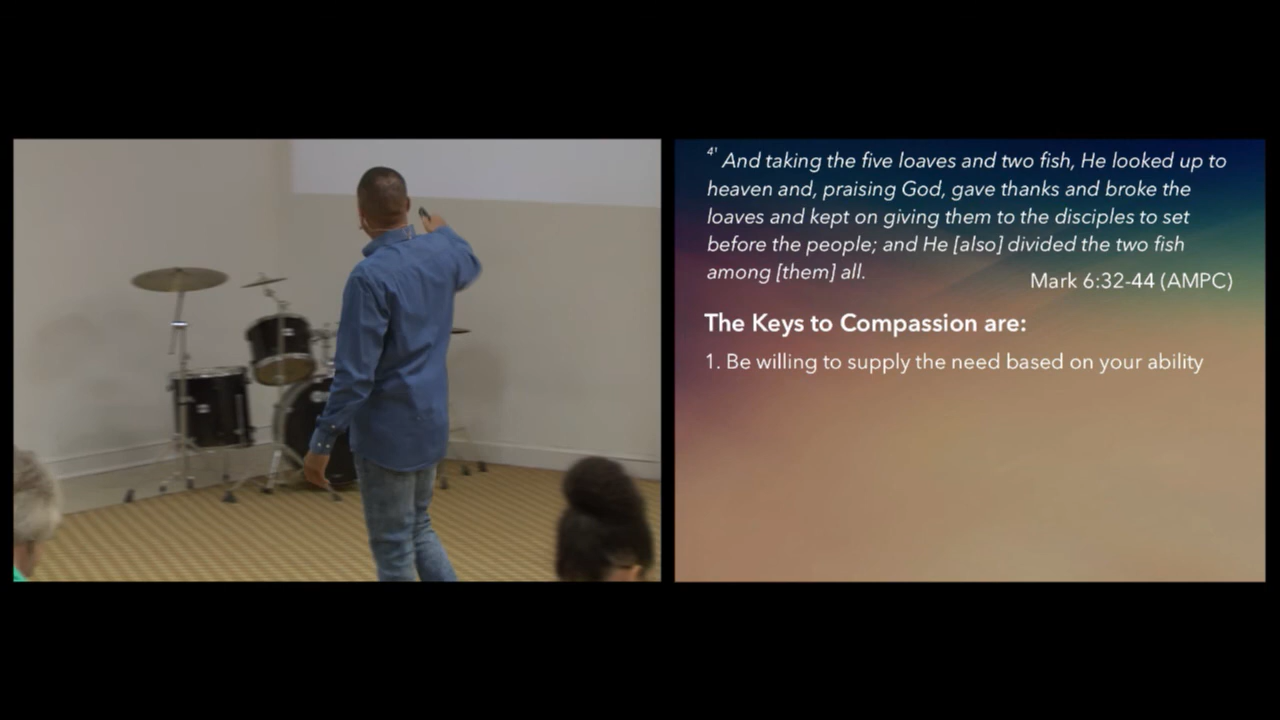 41 And taking the five loaves and two fish, He looked up to
heaven and, praising God, gave thanks and broke the
loaves and kept on giving them to the disciples to set
before the people; and He [also] divided the two fish
among [them] all.
Mark 6:32-44 (AMPC)
The Keys to Compassion are:
1. Be willing to supply the need based on your ability